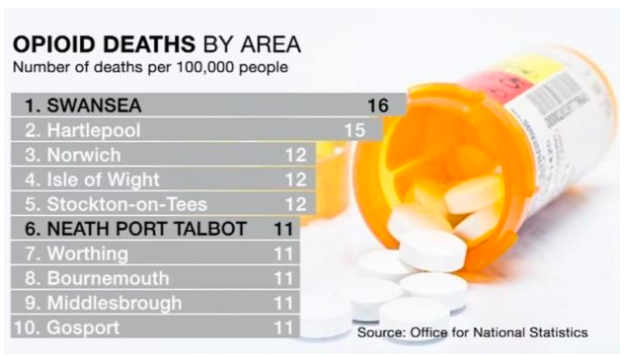 OPIOID DEATHS BY AREA
Number of deaths per 100,000 people
1. SWANSEA 16
2. Hartlepool 15
3. Norwich 12
4. Isle of Wight 12
5. Stockton-on-Tees 12
6. NEATH PORT TALBOT 11
7. Worthing 11
8. Bournemouth 11
9. Middlesbrough 11
10. Gosport 11
Source: Office for National Statistics